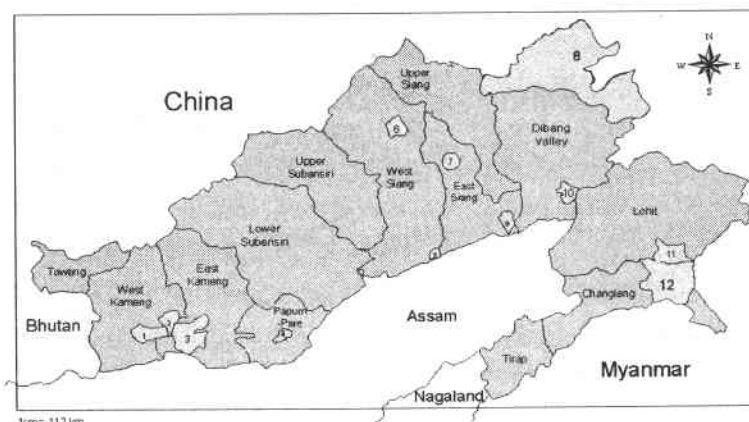 N
W E
S
China
8
Upper
Siang
6
Dibang
Valley
7
Upper
Subansiri
West
Siang
East
Siang
10
Lohit
9
Lower
Subansiri
11
Tawang
West
Kameng
East
Kameng
12
Changlang
Papum
Pare
Bhutan
Assam
1
3
Tirap
Myanmar
Nagaland